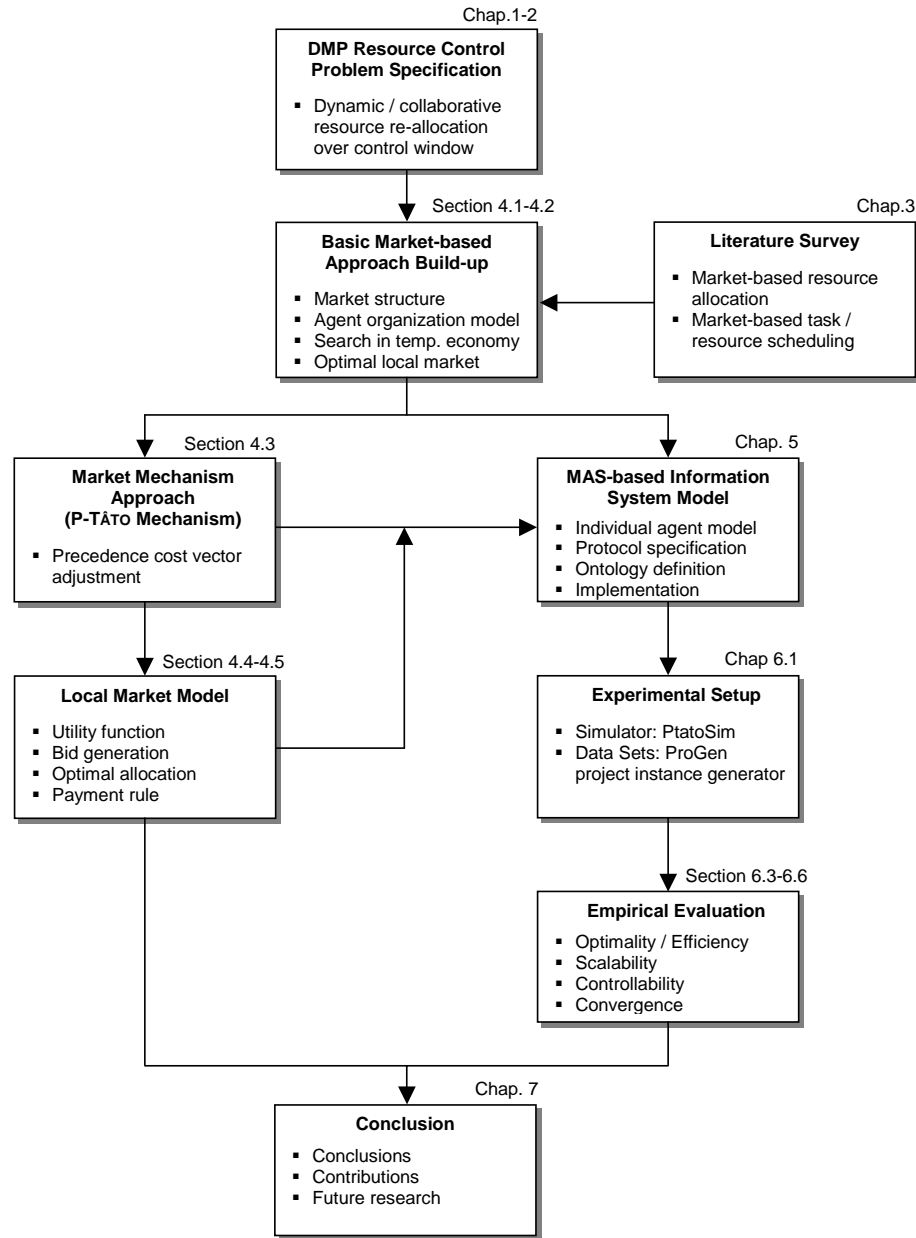 Chap.1-2
DMP Resource Control
Problem Specification
▪ Dynamic / collaborative
resource re-allocation
over control window
Section 4.1-4.2
Basic Market-based
Approach Build-up
▪ Market structure
▪ Agent organization model
▪ Search in temp. economy
▪ Optimal local market
Chap.3
Literature Survey
▪ Market-based resource
allocation
▪ Market-based task /
resource scheduling
Section 4.3
Market Mechanism
Approach
(P-TÂTO Mechanism)
▪ Precedence cost vector
adjustment
Chap. 5
MAS-based Information
System Model
▪ Individual agent model
▪ Protocol specification
▪ Ontology definition
▪ Implementation
Section 4.4-4.5
Local Market Model
▪ Utility function
▪ Bid generation
▪ Optimal allocation
▪ Payment rule
Chap 6.1
Experimental Setup
▪ Simulator: PtatoSim
▪ Data Sets: ProGen
project instance generator
Section 6.3-6.6
Empirical Evaluation
▪ Optimality / Efficiency
▪ Scalability
▪ Controllability
▪ Convergence
Chap. 7
Conclusion
▪ Conclusions
▪ Contributions
▪ Future research